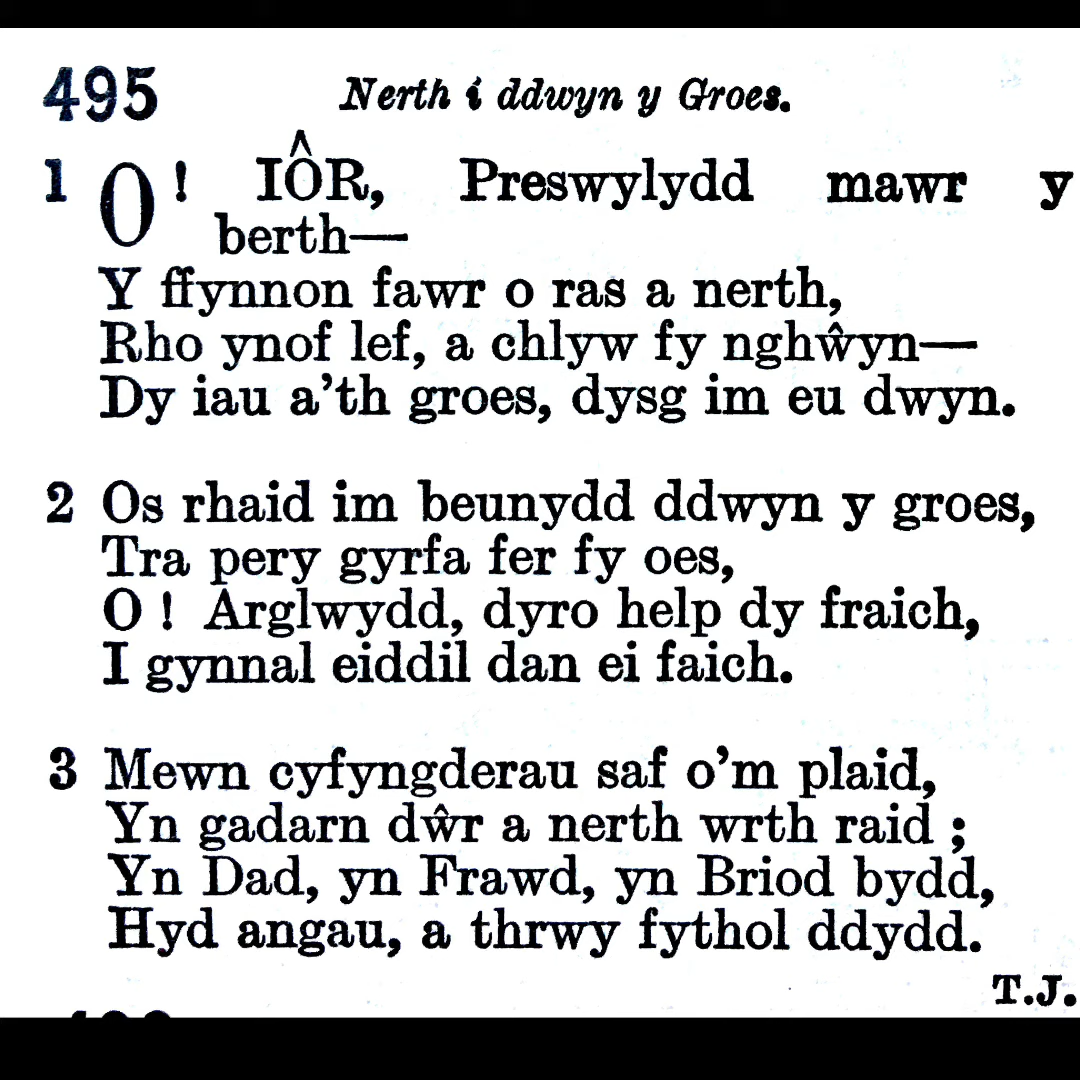 495
Nerth i ddwyn y Groes.
1 O! IÔR, Preswylydd mawr y
berth—
Y ffynnon fawr o ras a nerth,
Rho ynof lef, a chlyw fy nghŵyn—
Dy iau a’th groes, dysg im eu dwyn.
2 Os rhaid im beunydd ddwyn y groes,
Tra pery gyrfa fer fy oes,
O! Arglwydd, dyro help dy fraich,
I gynnal eiddil dan ei faich.
3 Mewn cyfyngderau saf o’m plaid,
Yn gadarn dŵr a nerth wrth raid;
Yn Dad, yn Frawd, yn Briod bydd,
Hyd angau, a thrwy fythol ddydd.
T.J.